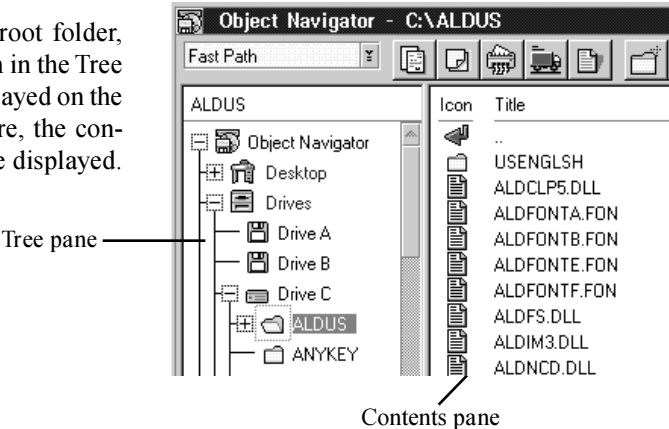 root folder,
in the Tree
on the
re, the con-
displayed.
Object Navigator - C:\ALDUS
Fast Path
ALDUS
Object Navigator
Desktop
Drives
Drive A
Drive B
Drive C
ALDUS
ANYKEY
Icon Title
..
USENGLSH
ALDCLP5.DLL
ALDFONTA.FON
ALDFONTB.FON
ALDFONTE.FON
ALDFONTF.FON
ALDFS.DLL
ALDIM3.DLL
ALDNCD.DLL
Tree pane
Contents pane